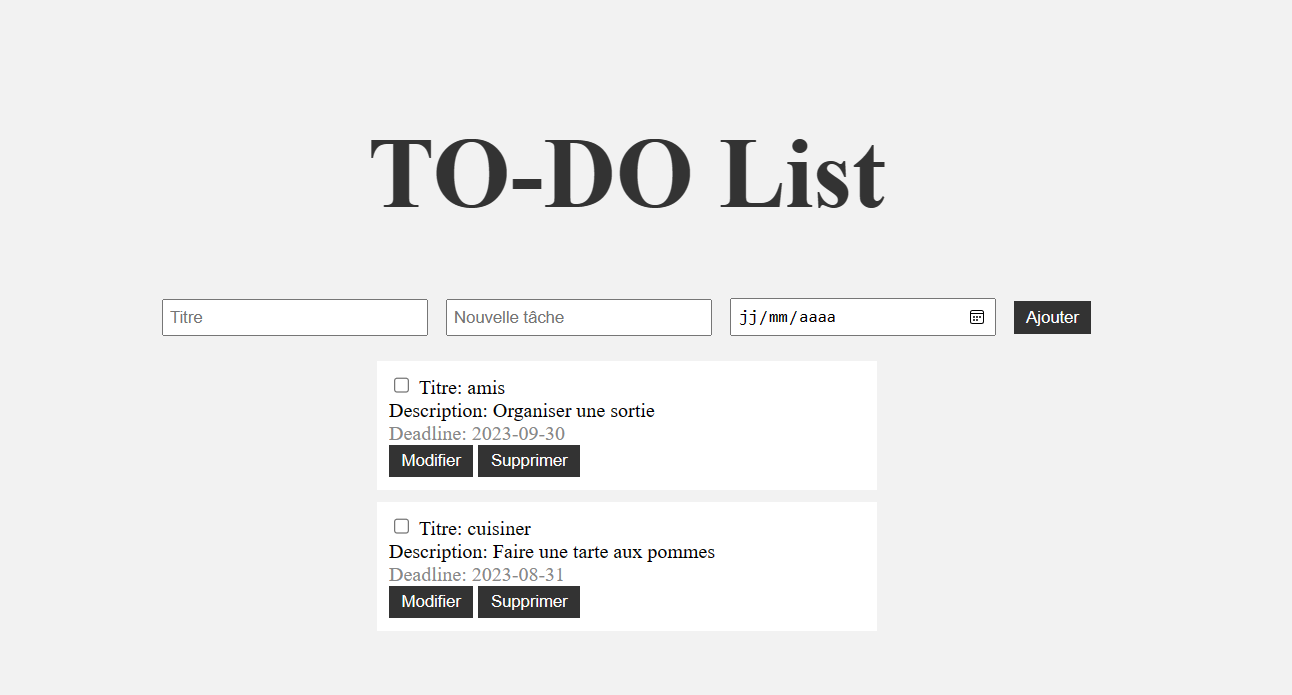 TO-DO List
Titre Nouvelle tâche jj/mm/aaaa Ajouter
Titre: amis
Description: Organiser une sortie
Deadline: 2023-09-30
Modifier Supprimer
Titre: cuisiner
Description: Faire une tarte aux pommes
Deadline: 2023-08-31
Modifier Supprimer